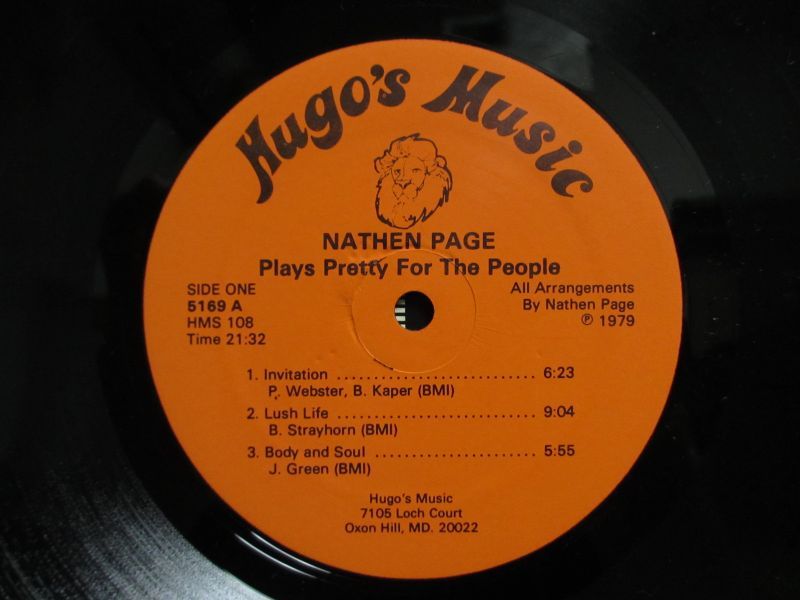 Hugo's Music
NATHEN PAGE
Plays Pretty For The People
SIDE ONE
5169 A
HMS 108
Time 21:32
All Arrangements
By Nathen Page
℗ 1979
1. Invitation .......................... 6:23
P. Webster, B. Kaper (BMI)
2. Lush Life .......................... 9:04
B. Strayhorn (BMI)
3. Body and Soul ..................... 5:55
J. Green (BMI)
Hugo's Music
7105 Loch Court
Oxon Hill, MD. 20022